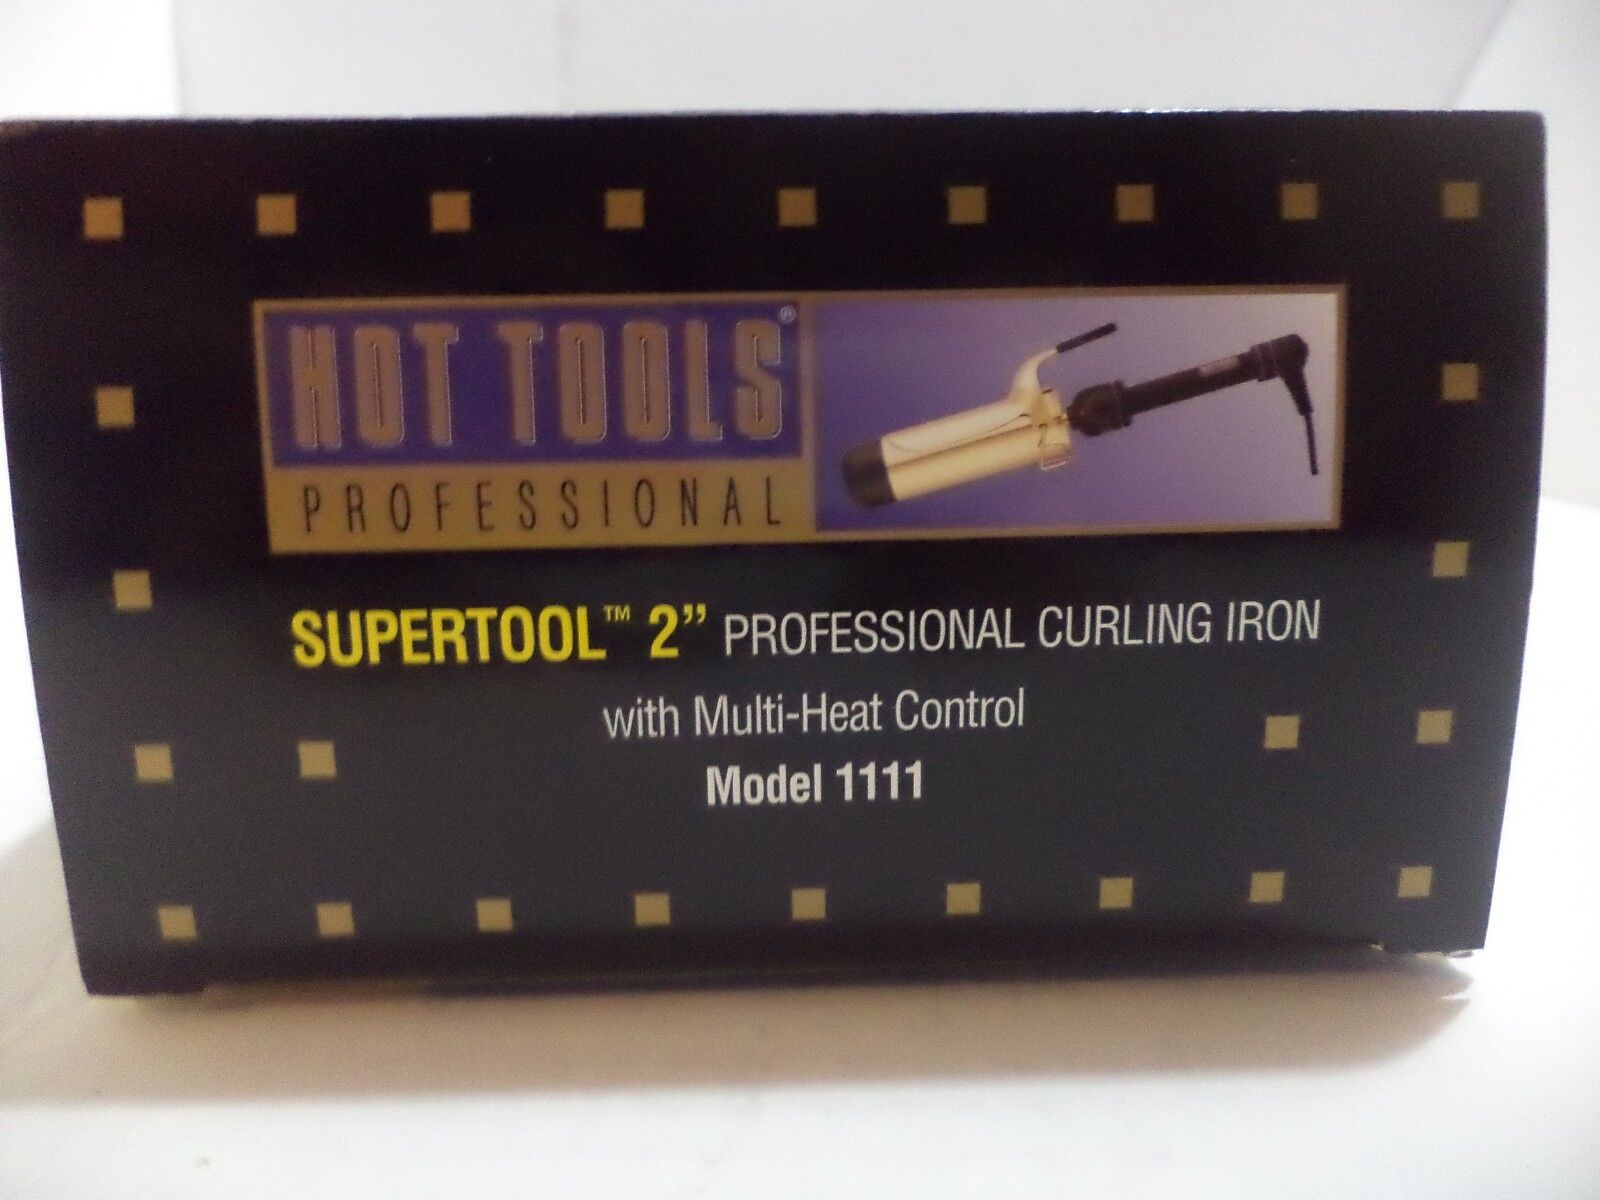 HOT TOOLS®
PROFESSIONAL
SUPERTOOL™ 2” PROFESSIONAL CURLING IRON
with Multi-Heat Control
Model 1111